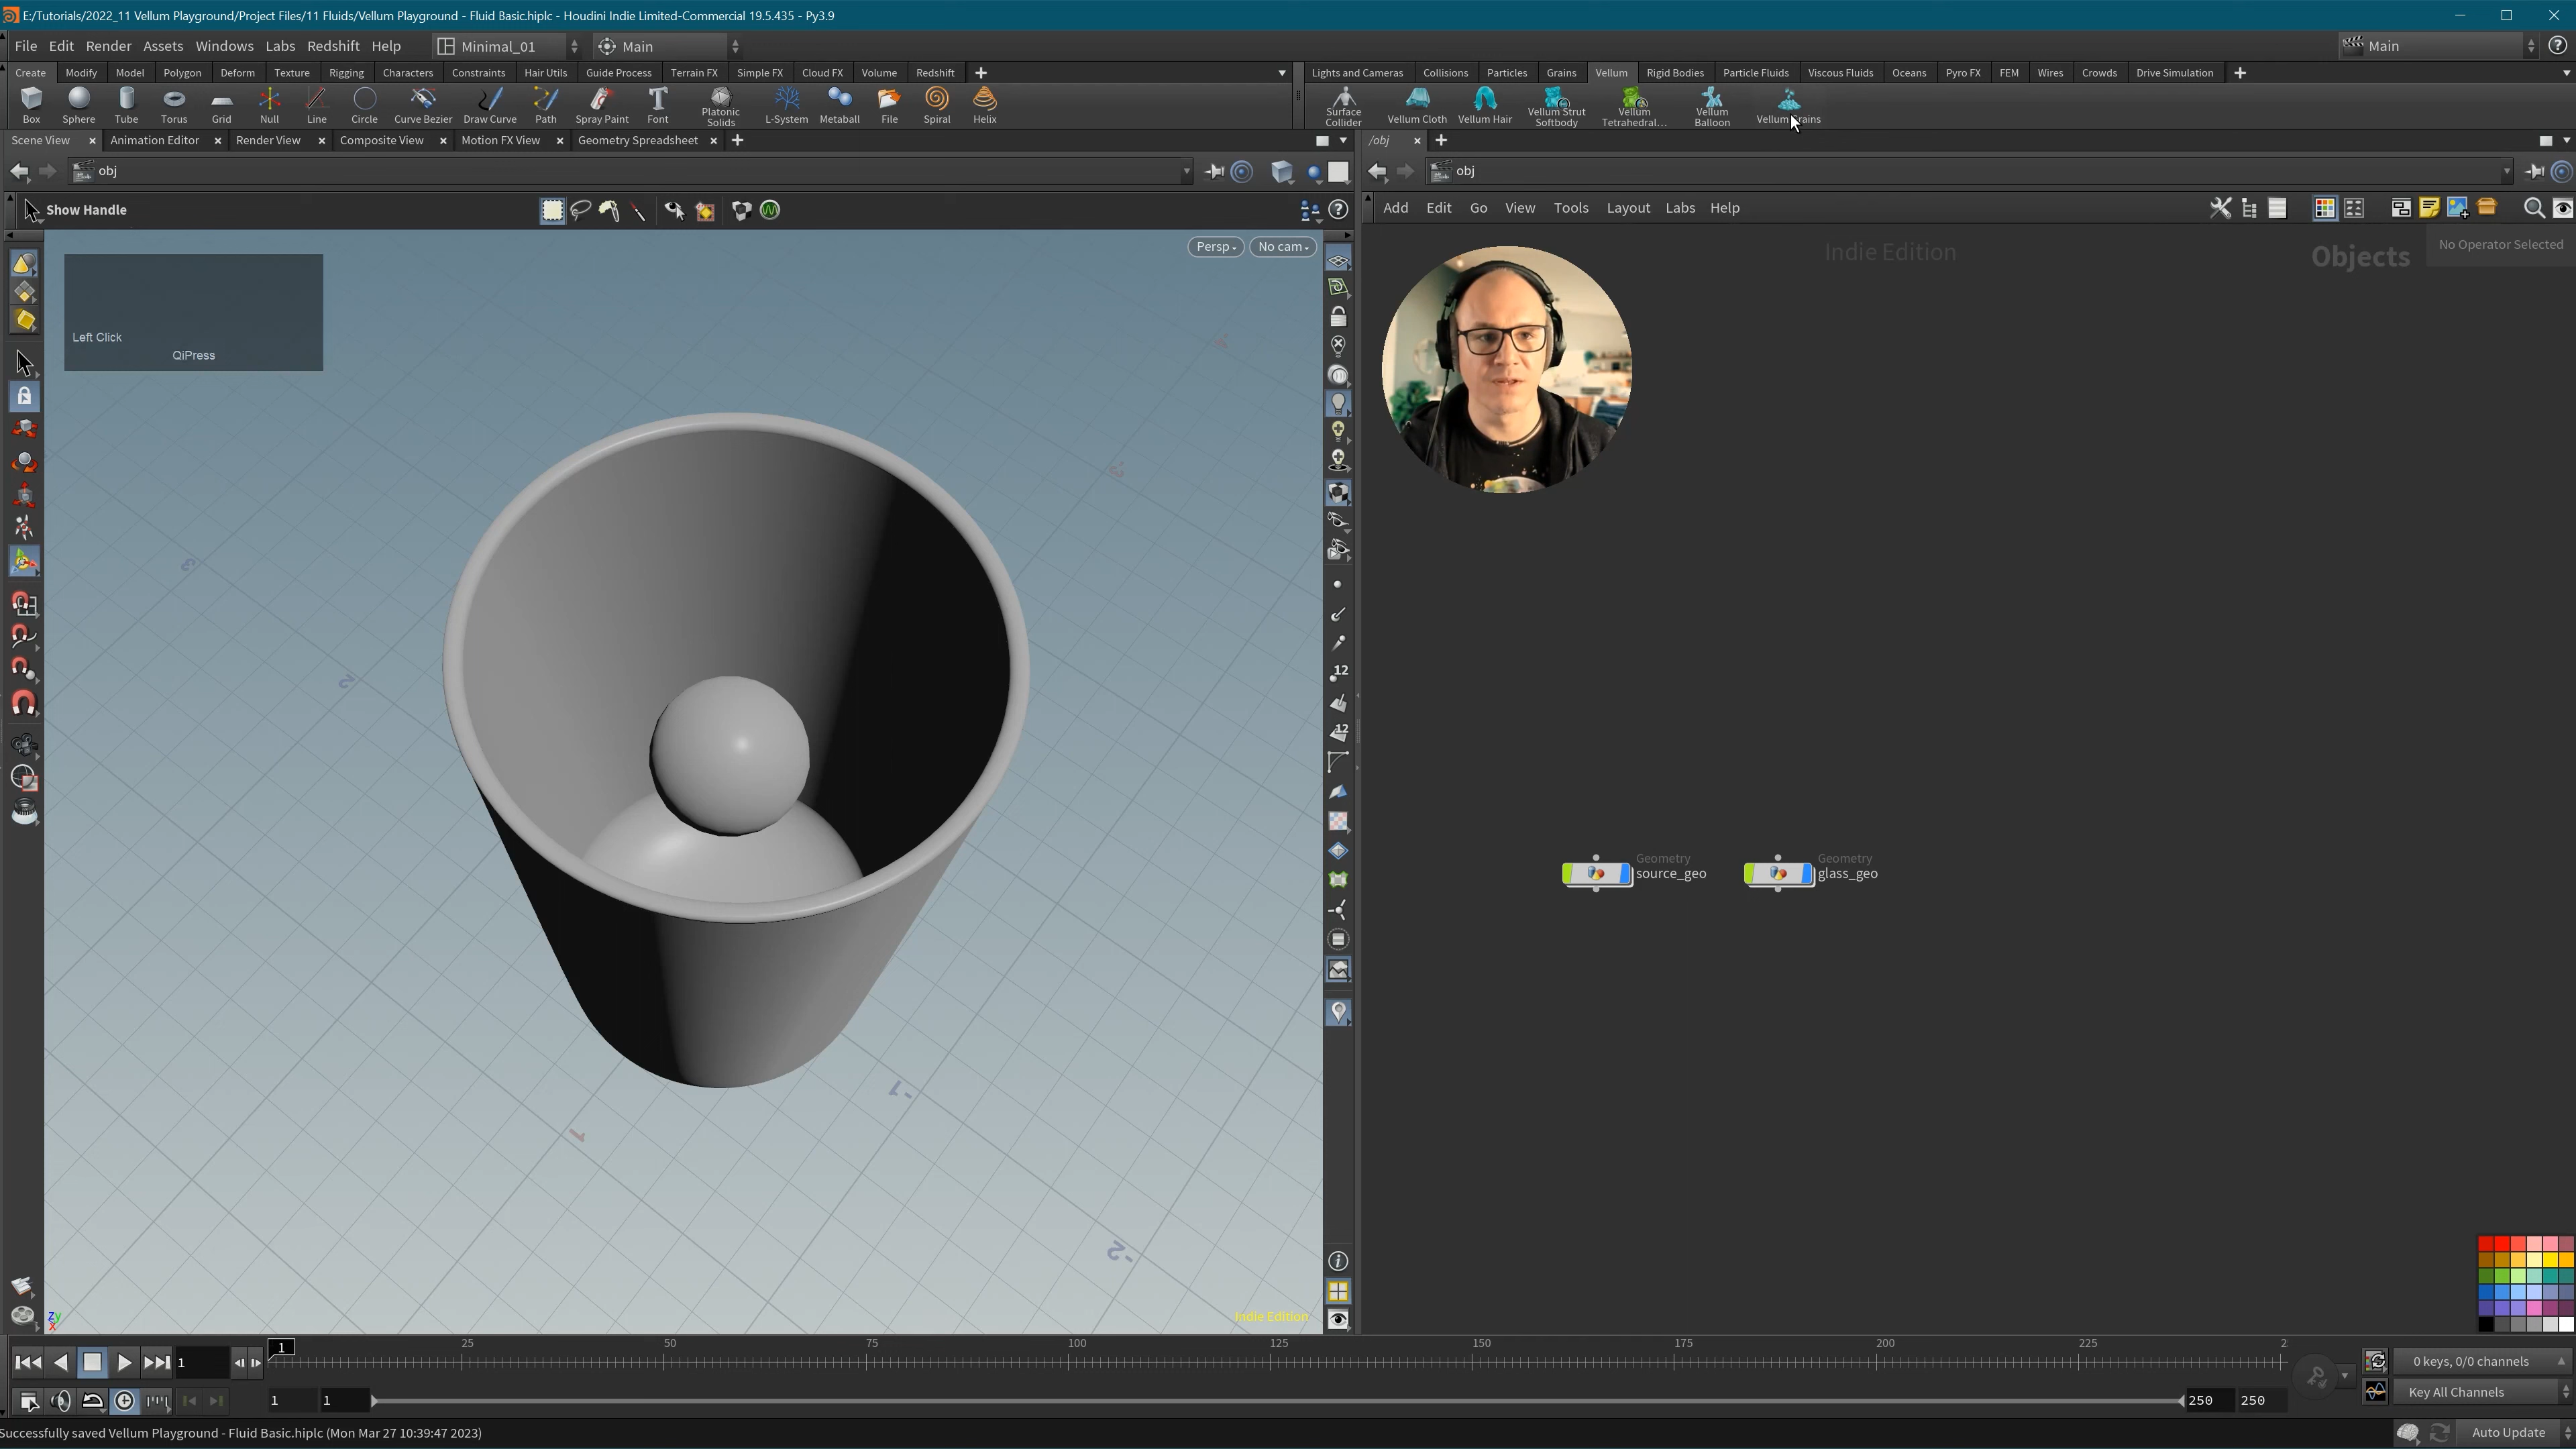 E:/Tutorials/2022_11 Vellum Playground/Project Files/11 Fluids/Vellum Playground - Fluid Basic.hiplc - Houdini Indie Limited-Commercial 19.5.435 - Py3.9
File Edit Render Assets Windows Labs Redshift Help Minimal_01 Main Main
Create Modify Model Polygon Deform Texture Rigging Characters Constraints Hair Utils Guide Process Terrain FX Simple FX Cloud FX Volume Redshift
Lights and Cameras Collisions Particles Grains Vellum Rigid Bodies Particle Fluids Viscous Fluids Oceans Pyro FX FEM Wires Crowds Drive Simulation
Box Sphere Tube Torus Grid Null Line Circle Curve Bezier Draw Curve Path Spray Paint Font Platonic Solids L-System Metaball File Spiral Helix
Surface Collider Vellum Cloth Vellum Hair Vellum Strut Softbody Vellum Tetrahedral... Vellum Balloon Vellum
Scene View Animation Editor Render View Composite View Motion FX View Geometry Spreadsheet
/obj
obj
obj
Show Handle
Add Edit Go View Tools Layout Labs Help
Persp No cam
Indie Edition
Objects
No Operator Selected
Left Click
QiPress
3
2
-1
1
-2
12
12
Geometry
source_geo
Geometry
glass_geo
z y
x
Indie Edition
1 25 50 75 100 125 150 175 200 225 2
1
0 keys, 0/0 channels
1 1 250 250
Key All Channels
Successfully saved Vellum Playground - Fluid Basic.hiplc (Mon Mar 27 10:39:47 2023)
Auto Update